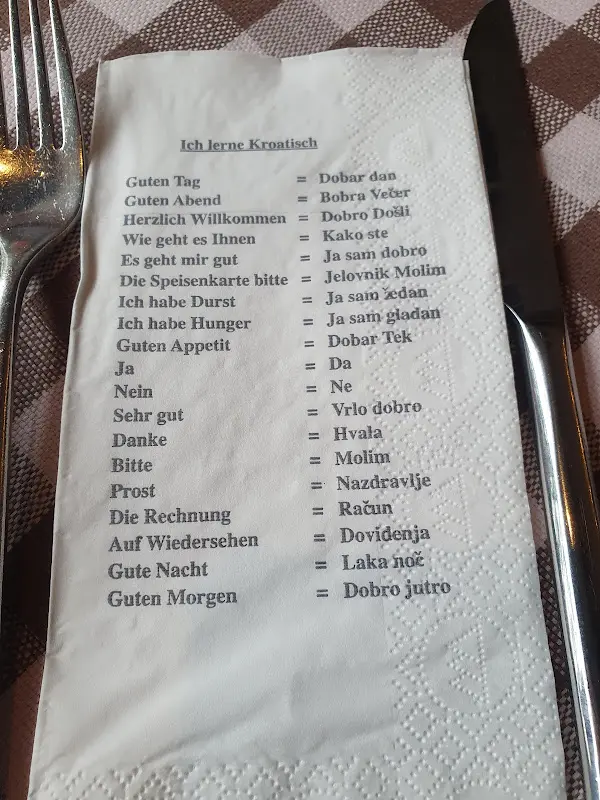 Ich lerne Kroatisch
Guten Tag = Dobar dan
Guten Abend = Bobra Večer
Herzlich Willkommen = Dobro Došli
Wie geht es Ihnen = Kako ste
Es geht mir gut = Ja sam dobro
Die Speisenkarte bitte = Jelovnik Molim
Ich habe Durst = Ja sam žedan
Ich habe Hunger = Ja sam gladan
Guten Appetit = Dobar Tek
Ja = Da
Nein = Ne
Sehr gut = Vrlo dobro
Danke = Hvala
Bitte = Molim
Prost = Nazdravlje
Die Rechnung = Račun
Auf Wiedersehen = Doviđenja
Gute Nacht = Laka noč
Guten Morgen = Dobro jutro